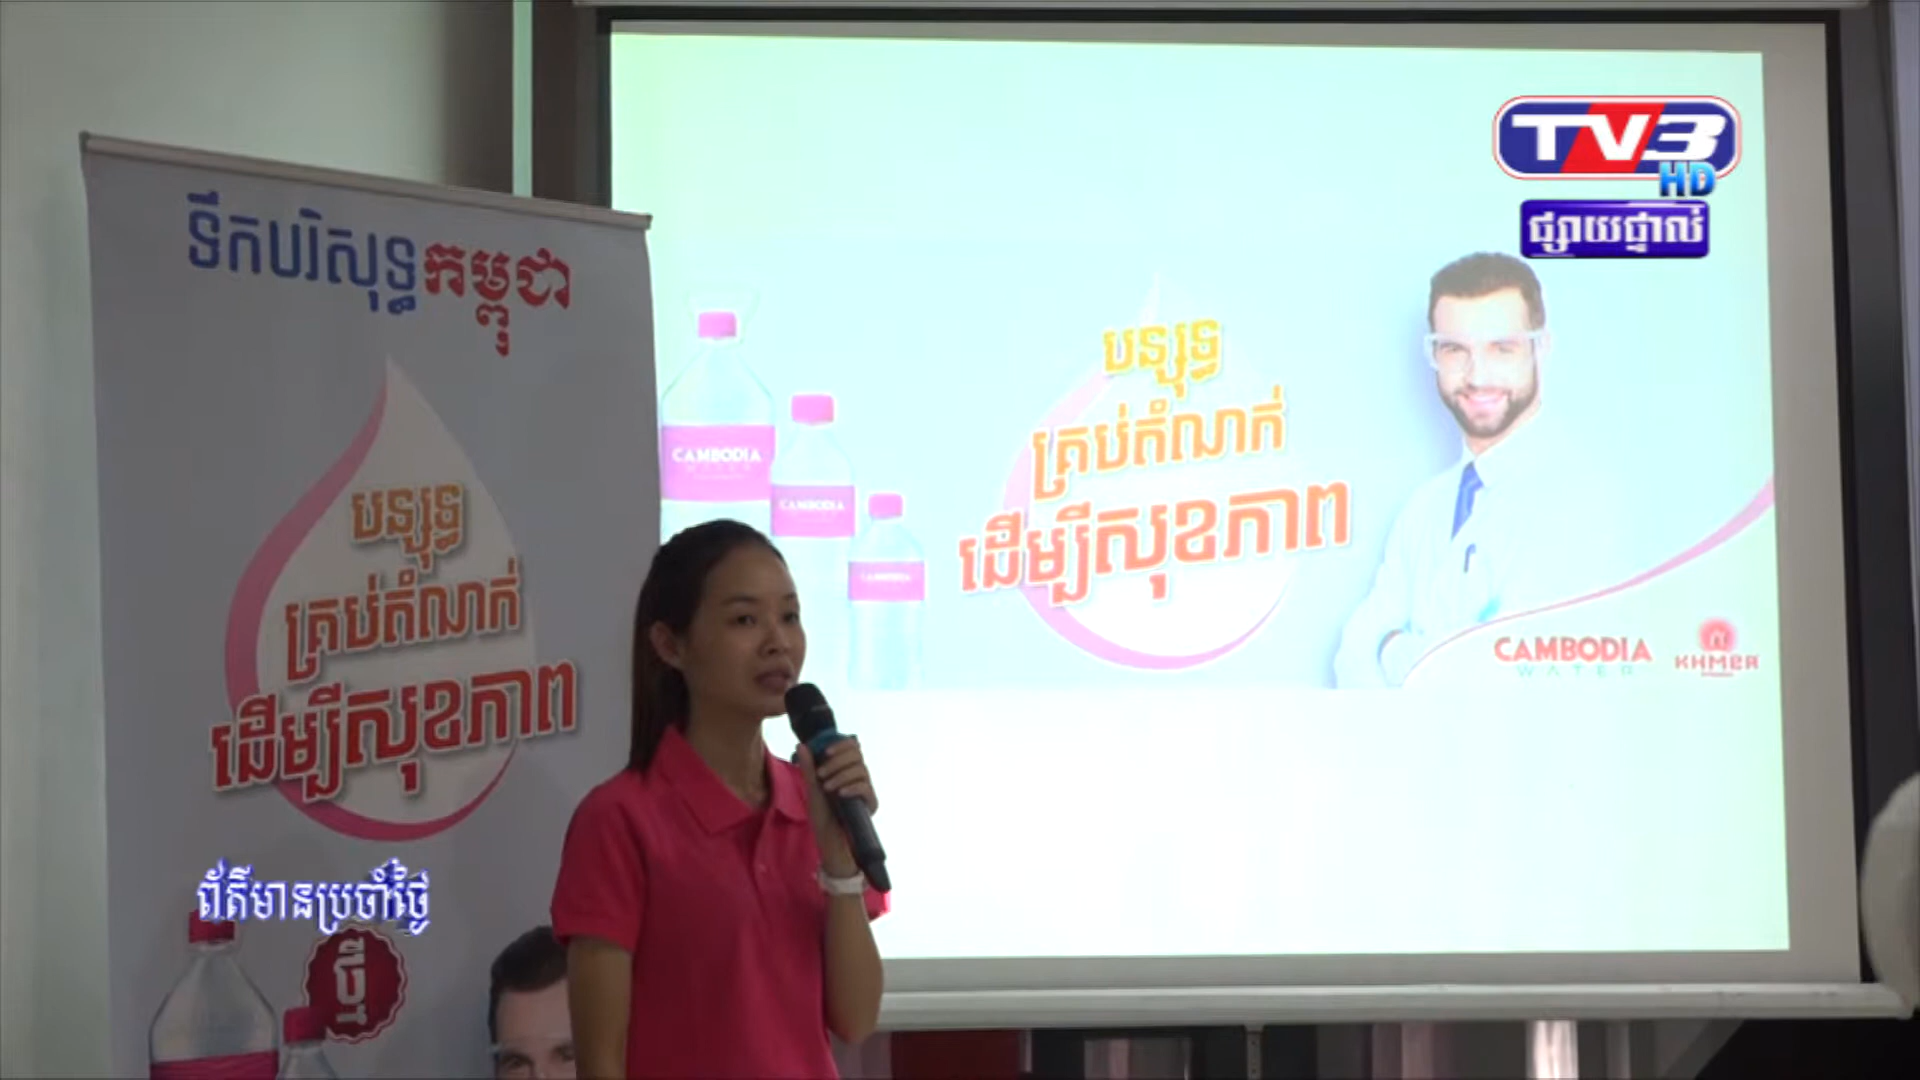 TV3
HD
ផ្សាយផ្ទាល់
ទឹកបរិសុទ្ធកម្ពុជា
បន្សុទ្ធ
គ្រប់តំណក់
ដើម្បីសុខភាព
ព័ត៌មានប្រចាំថ្ងៃ
ថ្មី
CAMBODIA
CAMBODIA
CAMBODIA
បន្សុទ្ធ
គ្រប់តំណក់
ដើម្បីសុខភាព
CAMBODIA
WATER
KHMER